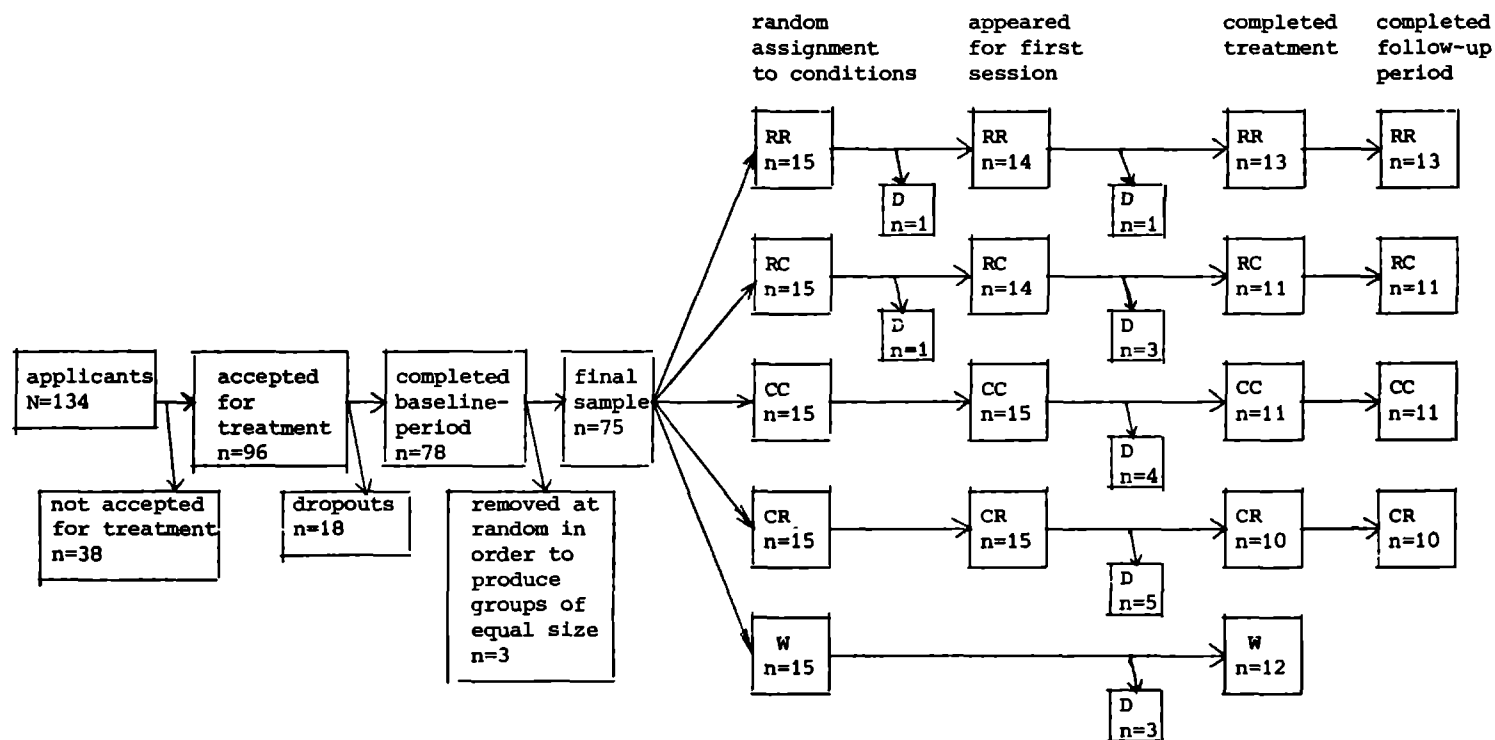 random
assignment
to conditions
appeared
for first
session
completed
treatment
completed
follow-up
period
RR
n=15
RR
n=14
RR
n=13
RR
n=13
D
n=1
D
n=1
RC
n=15
RC
n=14
RC
n=11
RC
n=11
D
n=1
D
n=3
applicants
N=134
accepted
for
treatment
n=96
completed
baseline-
period
n=78
final
sample
n=75
CC
n=15
CC
n=15
CC
n=11
CC
n=11
D
n=4
not accepted
for treatment
n=38
dropouts
n=18
removed at
random in
order to
produce
groups of
equal size
n=3
CR
n=15
CR
n=15
CR
n=10
CR
n=10
D
n=5
W
n=15
W
n=12
D
n=3